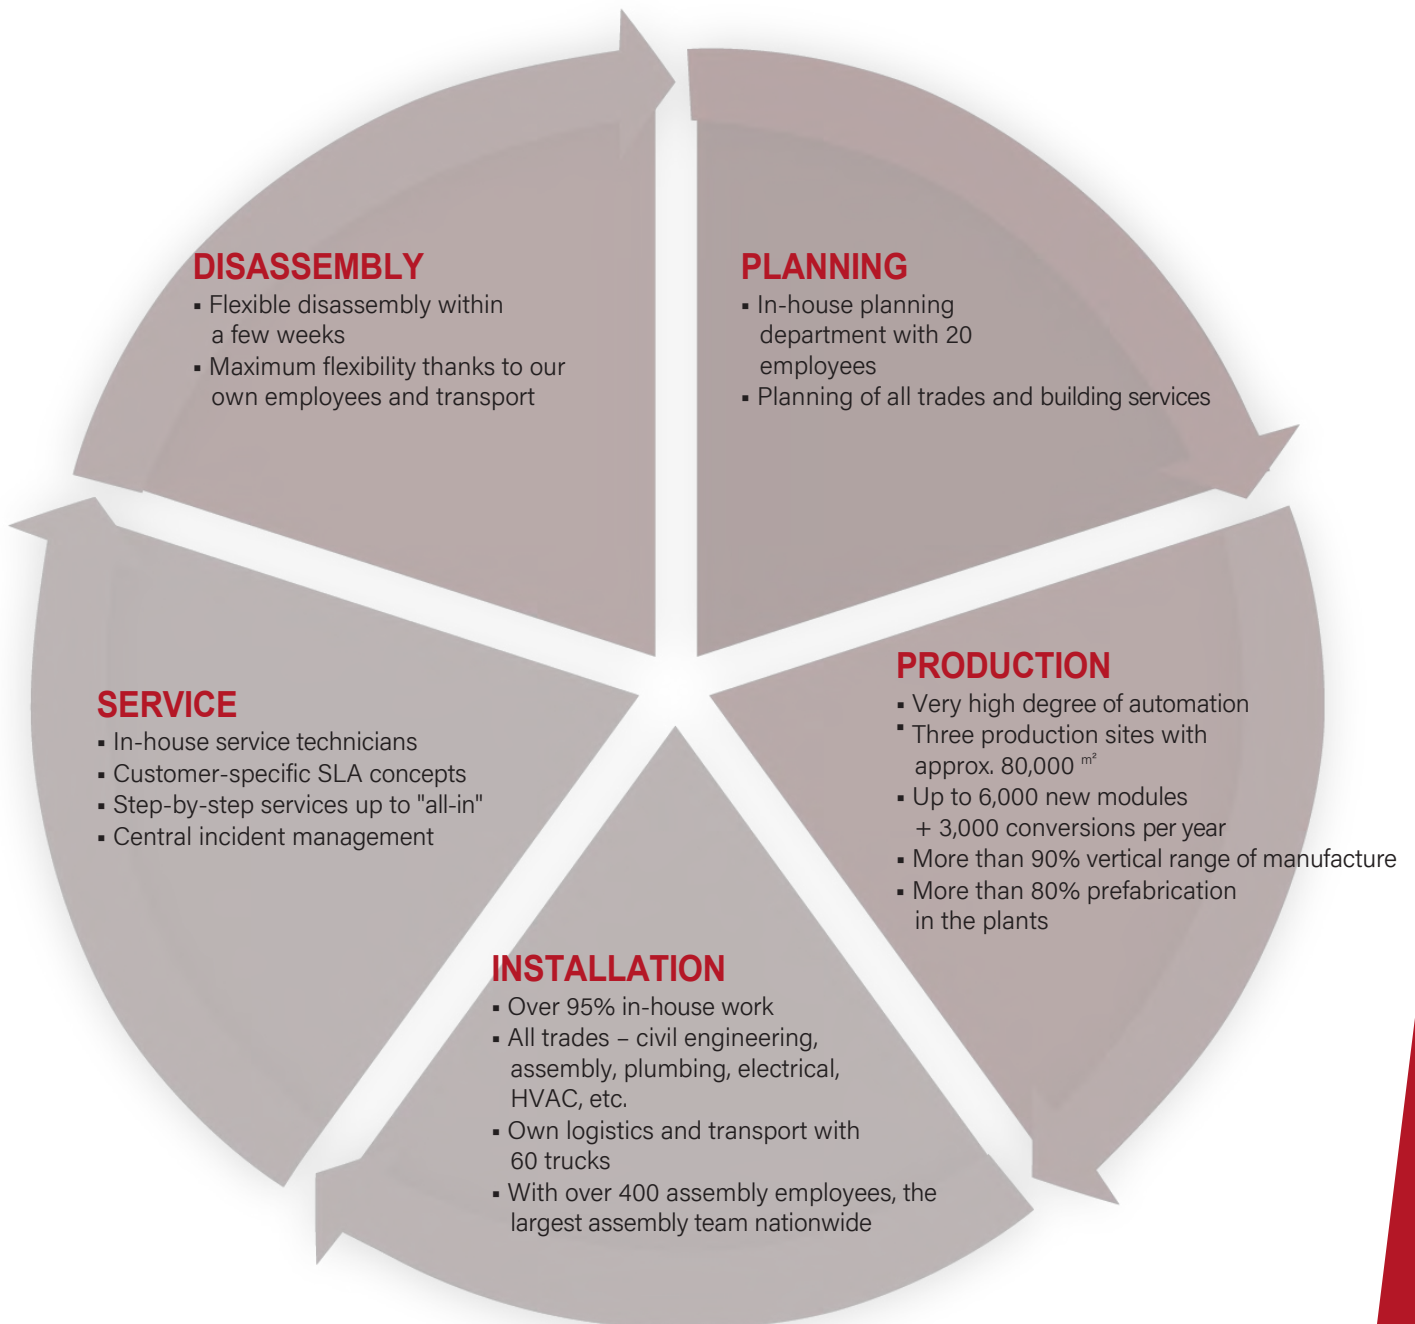 DISASSEMBLY
▪ Flexible disassembly within
a few weeks
▪ Maximum flexibility thanks to our
own employees and transport
PLANNING
▪ In-house planning
department with 20
employees
▪ Planning of all trades and building services
PRODUCTION
▪ Very high degree of automation
▪ Three production sites with
approx. 80,000 m²
▪ Up to 6,000 new modules
+ 3,000 conversions per year
▪ More than 90% vertical range of manufacture
▪ More than 80% prefabrication
in the plants
SERVICE
▪ In-house service technicians
▪ Customer-specific SLA concepts
▪ Step-by-step services up to "all-in"
▪ Central incident management
INSTALLATION
▪ Over 95% in-house work
▪ All trades – civil engineering,
assembly, plumbing, electrical,
HVAC, etc.
▪ Own logistics and transport with
60 trucks
▪ With over 400 assembly employees, the
largest assembly team nationwide